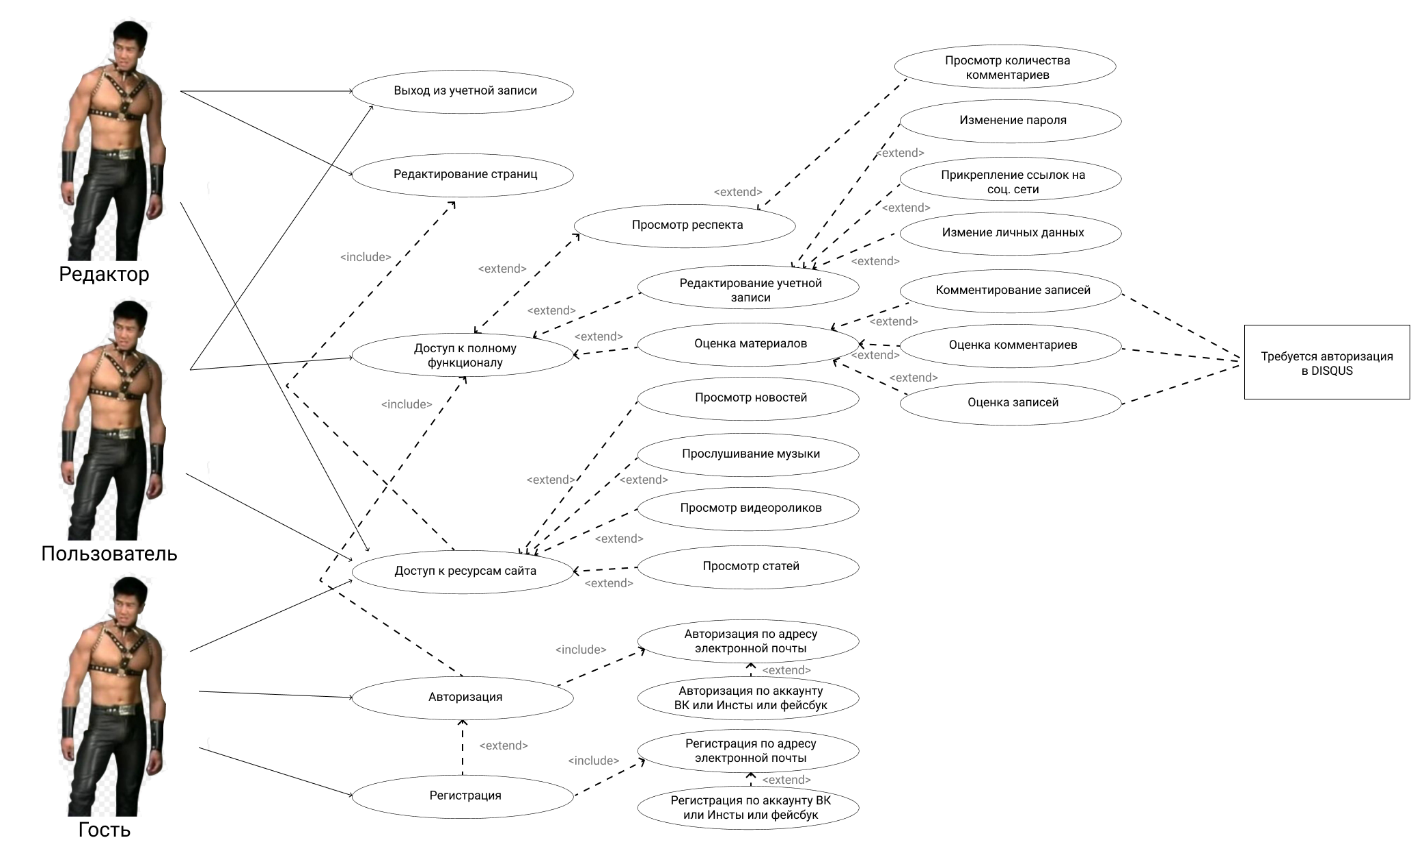 Просмотр количества
комментариев
Выход из учетной записи
Изменение пароля
<extend>
Редактирование страниц
Прикрепление ссылок на
соц. сети
<extend>
<extend>
Просмотр респекта
Измение личных данных
<include>
<extend>
<extend>
Редактор
Редактирование учетной
записи
Комментирование записей
<extend>
<extend>
<extend>
Доступ к полному
функционалу
Оценка материалов
Оценка комментариев
<extend>
Требуется авторизация
в DISQUS
<extend>
<include>
Просмотр новостей
Оценка записей
Прослушивание музыки
<extend>
<extend>
Просмотр видеороликов
<extend>
Пользователь
Доступ к ресурсам сайта
Просмотр статей
<extend>
Авторизация по адресу
электронной почты
<include>
<extend>
Авторизация
Авторизация по аккаунту
ВК или Инсты или фейсбук
<extend>
Регистрация по адресу
электронной почты
<include>
<extend>
Регистрация
Регистрация по аккаунту ВК
или Инсты или фейсбук
Гость